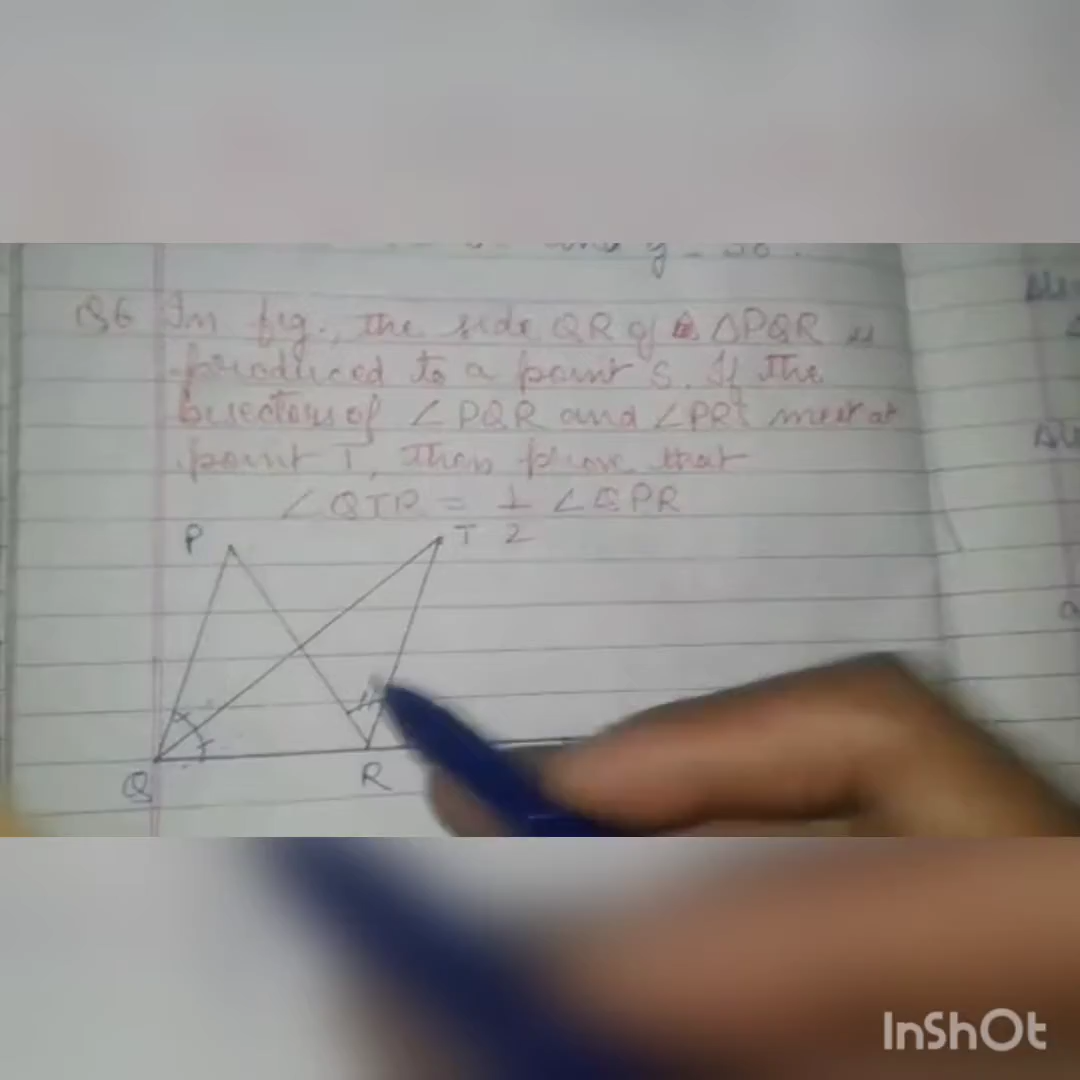 Q6 In fig., the side QR of △PQR is
produced to a point S. If the
bisectors of ∠PQR and ∠PRS meet at
point T, then prove that
∠QTR = 1/2 ∠QPR
P
T
Q
R
InShOt